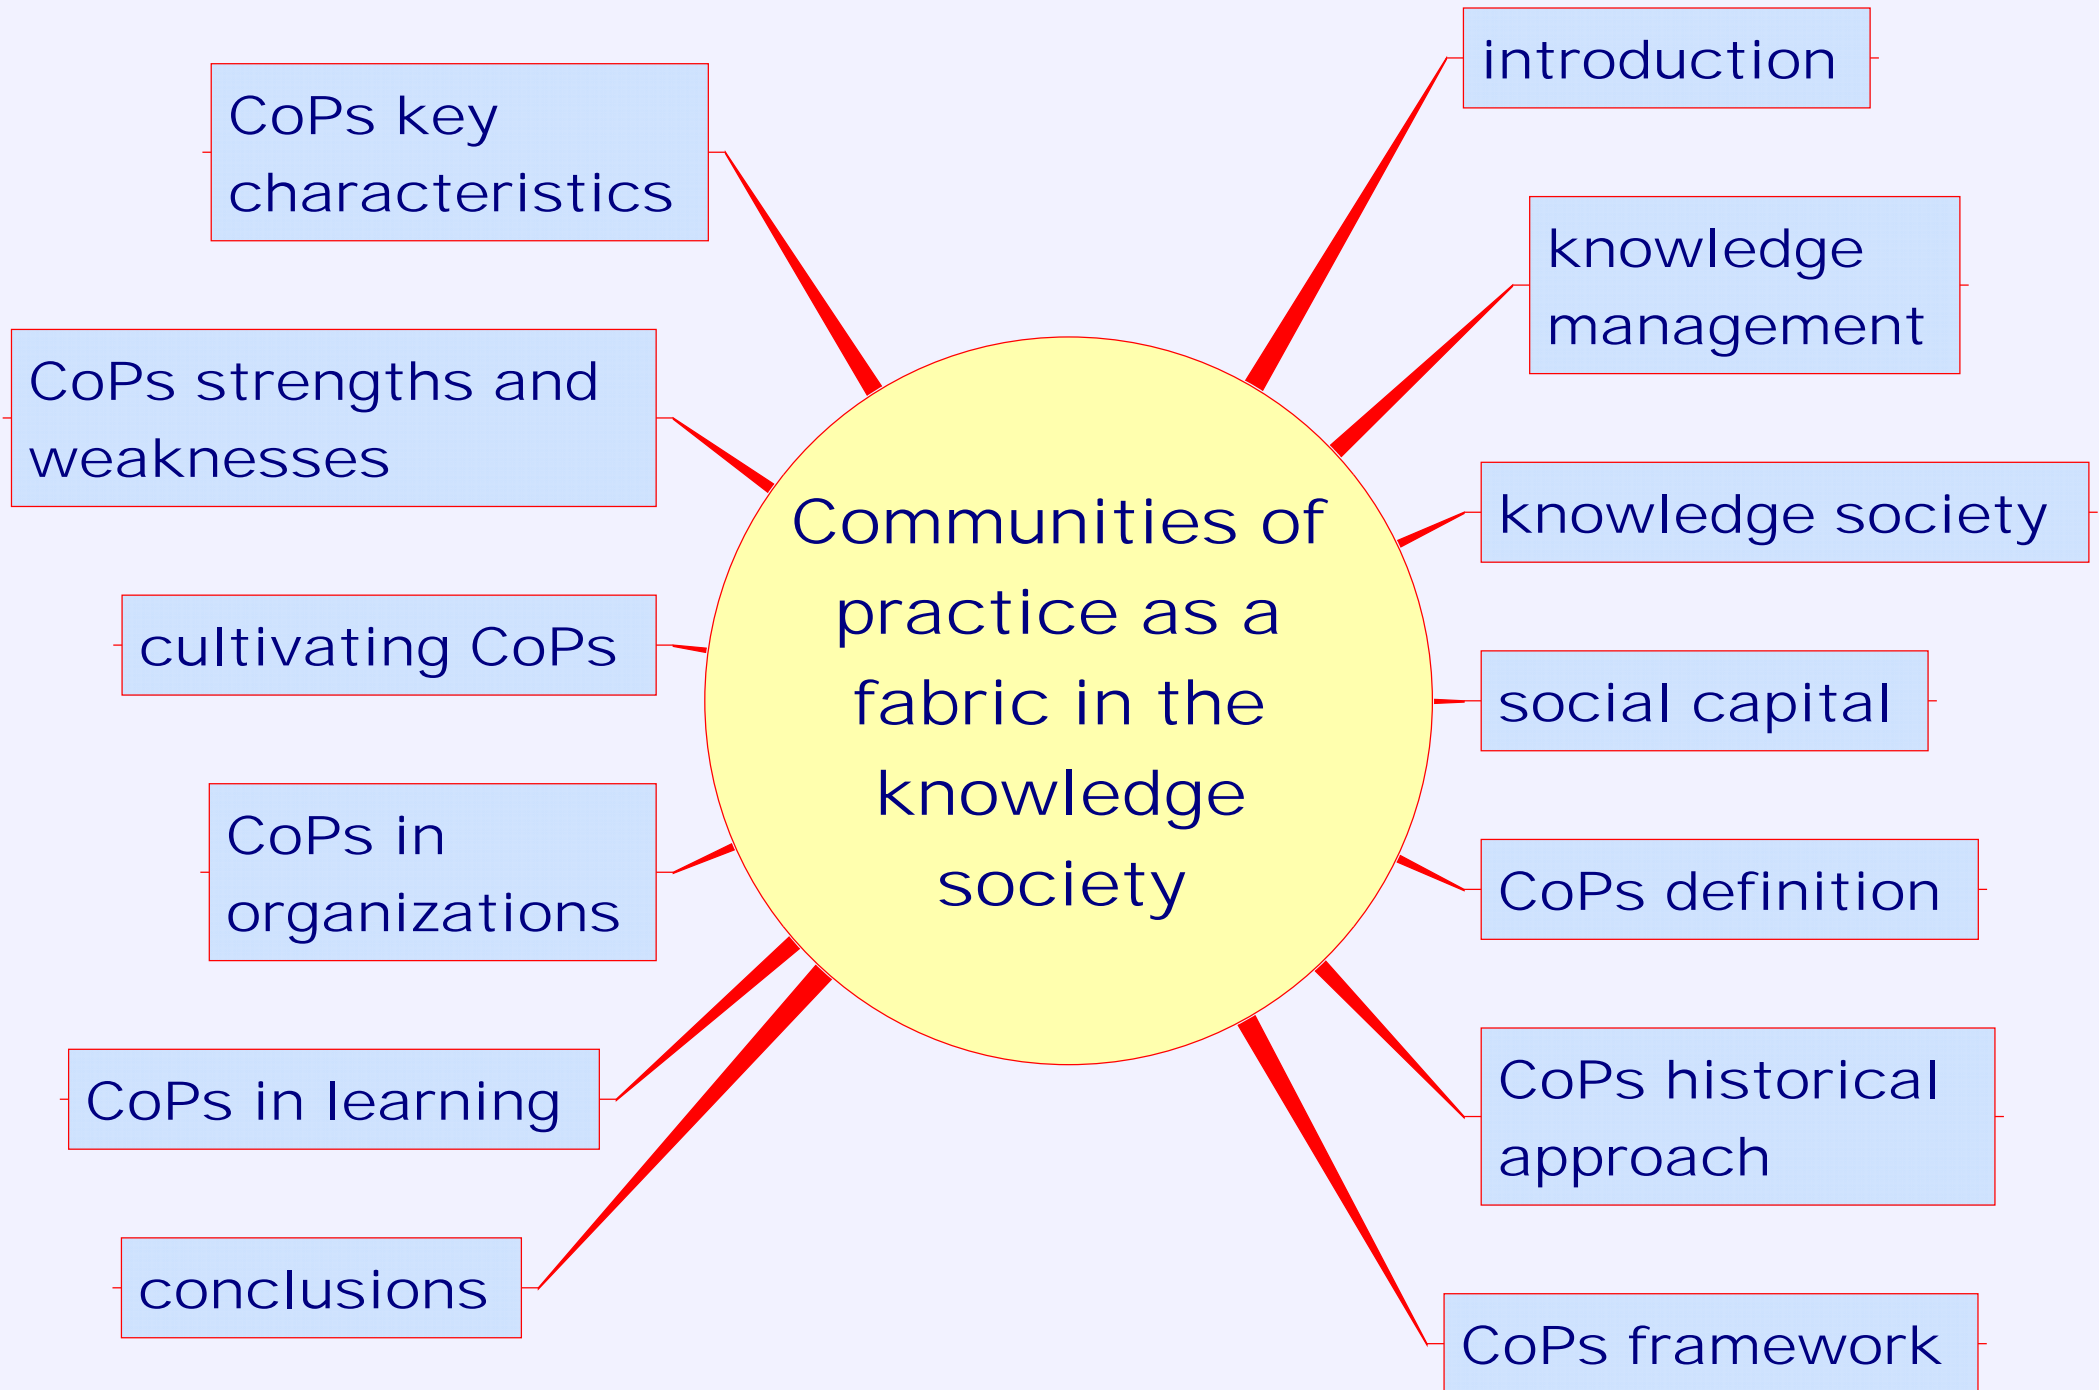 introduction
CoPs key
characteristics
knowledge
management
CoPs strengths and
weaknesses
knowledge society
Communities of
practice as a
fabric in the
knowledge
society
cultivating CoPs
social capital
CoPs in
organizations
CoPs definition
CoPs historical
approach
CoPs in learning
conclusions
CoPs framework